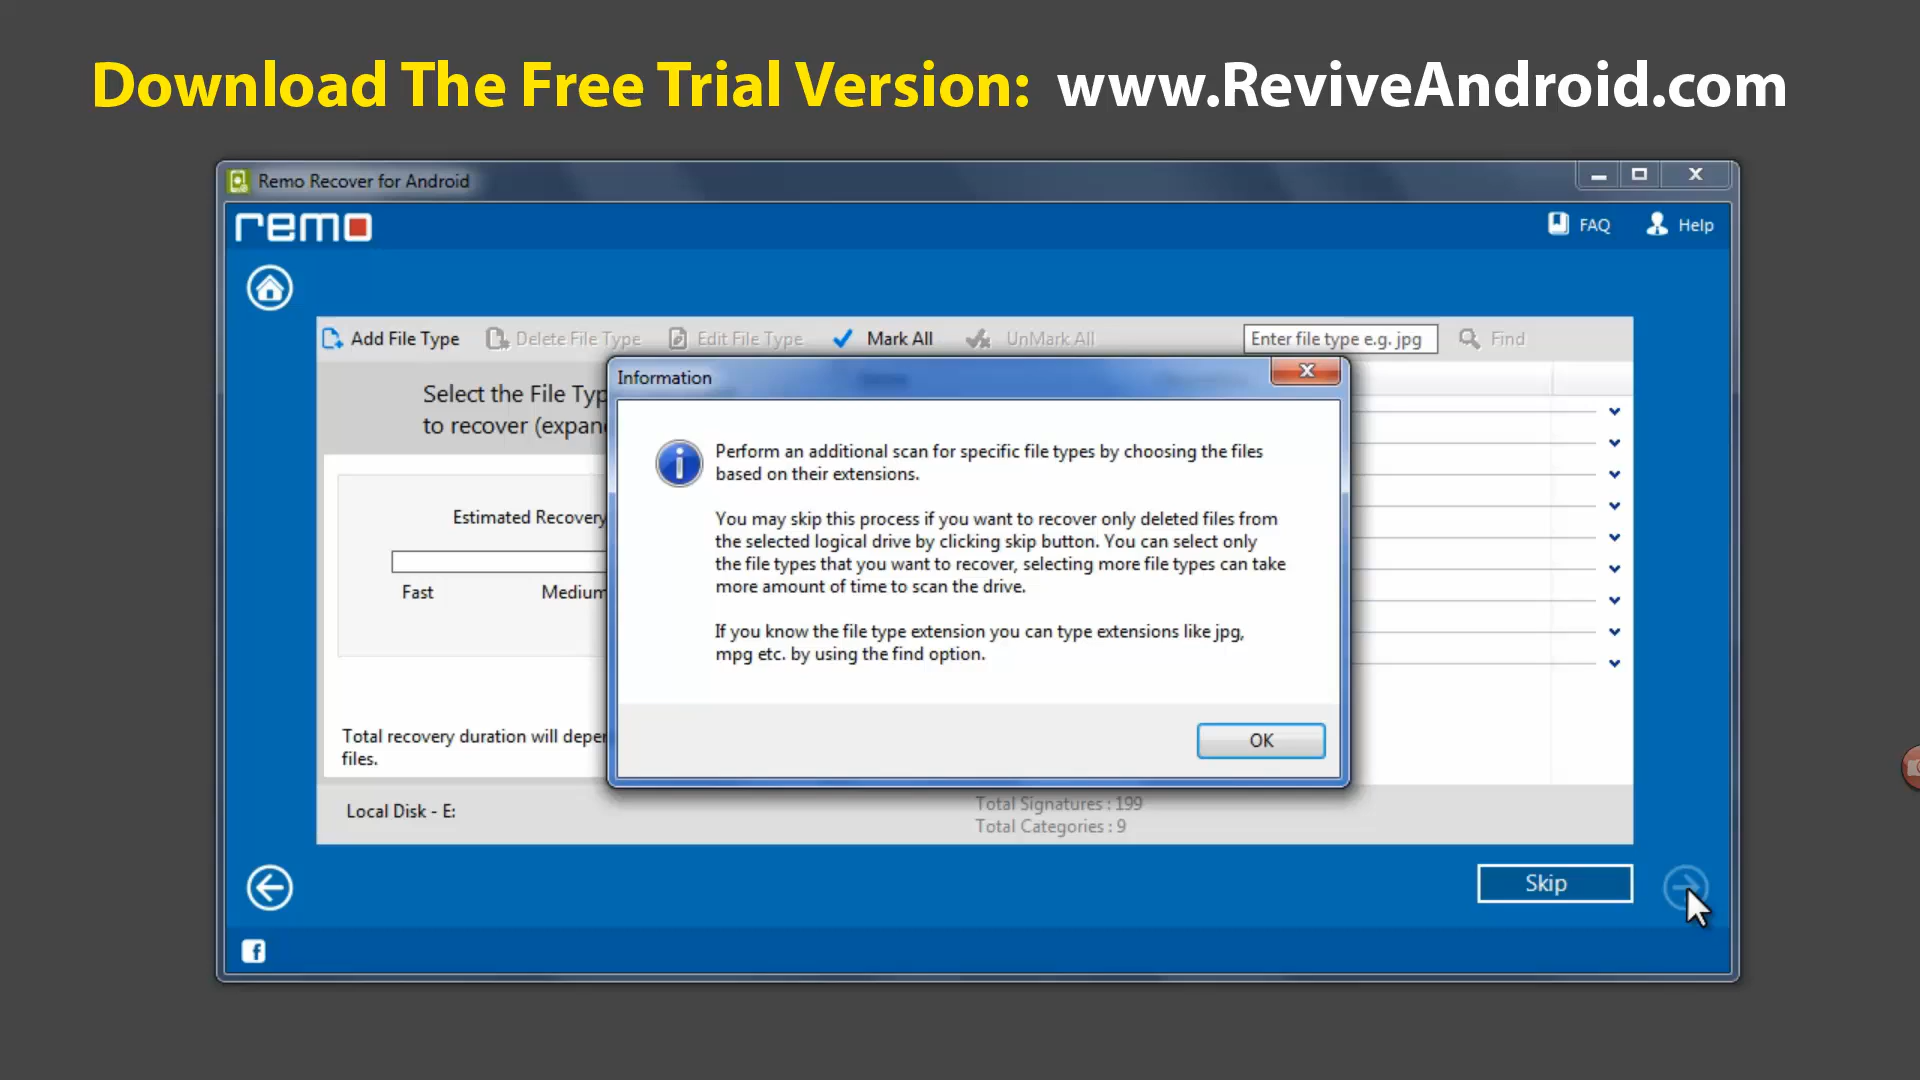 Download The Free Trial Version: www.ReviveAndroid.com
Remo Recover for Android
remo
FAQ
Help
Add File Type
Delete File Type
Edit File Type
Mark All
UnMark All
Enter file type e.g. jpg
Find
Information
Select the File Typ
to recover (expan
Perform an additional scan for specific file types by choosing the files
based on their extensions.
You may skip this process if you want to recover only deleted files from
the selected logical drive by clicking skip button. You can select only
the file types that you want to recover, selecting more file types can take
more amount of time to scan the drive.
If you know the file type extension you can type extensions like jpg,
mpg etc. by using the find option.
OK
Estimated Recovery
Fast
Medium
Total recovery duration will depen
files.
Local Disk - E:
Total Signatures : 199
Total Categories : 9
Skip